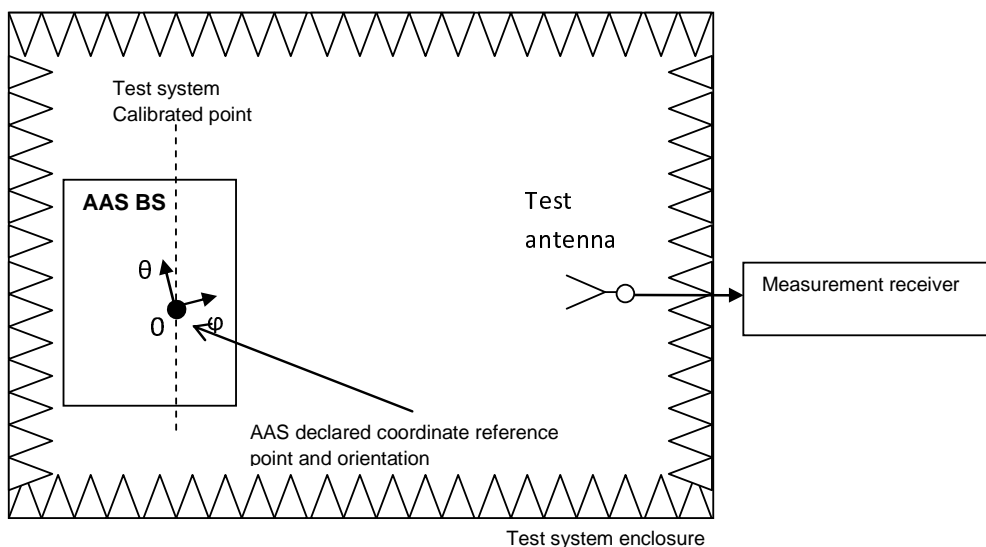 Test system
Calibrated point
AAS BS
Test
antenna
θ
0
φ
Measurement receiver
AAS declared coordinate reference
point and orientation
Test system enclosure